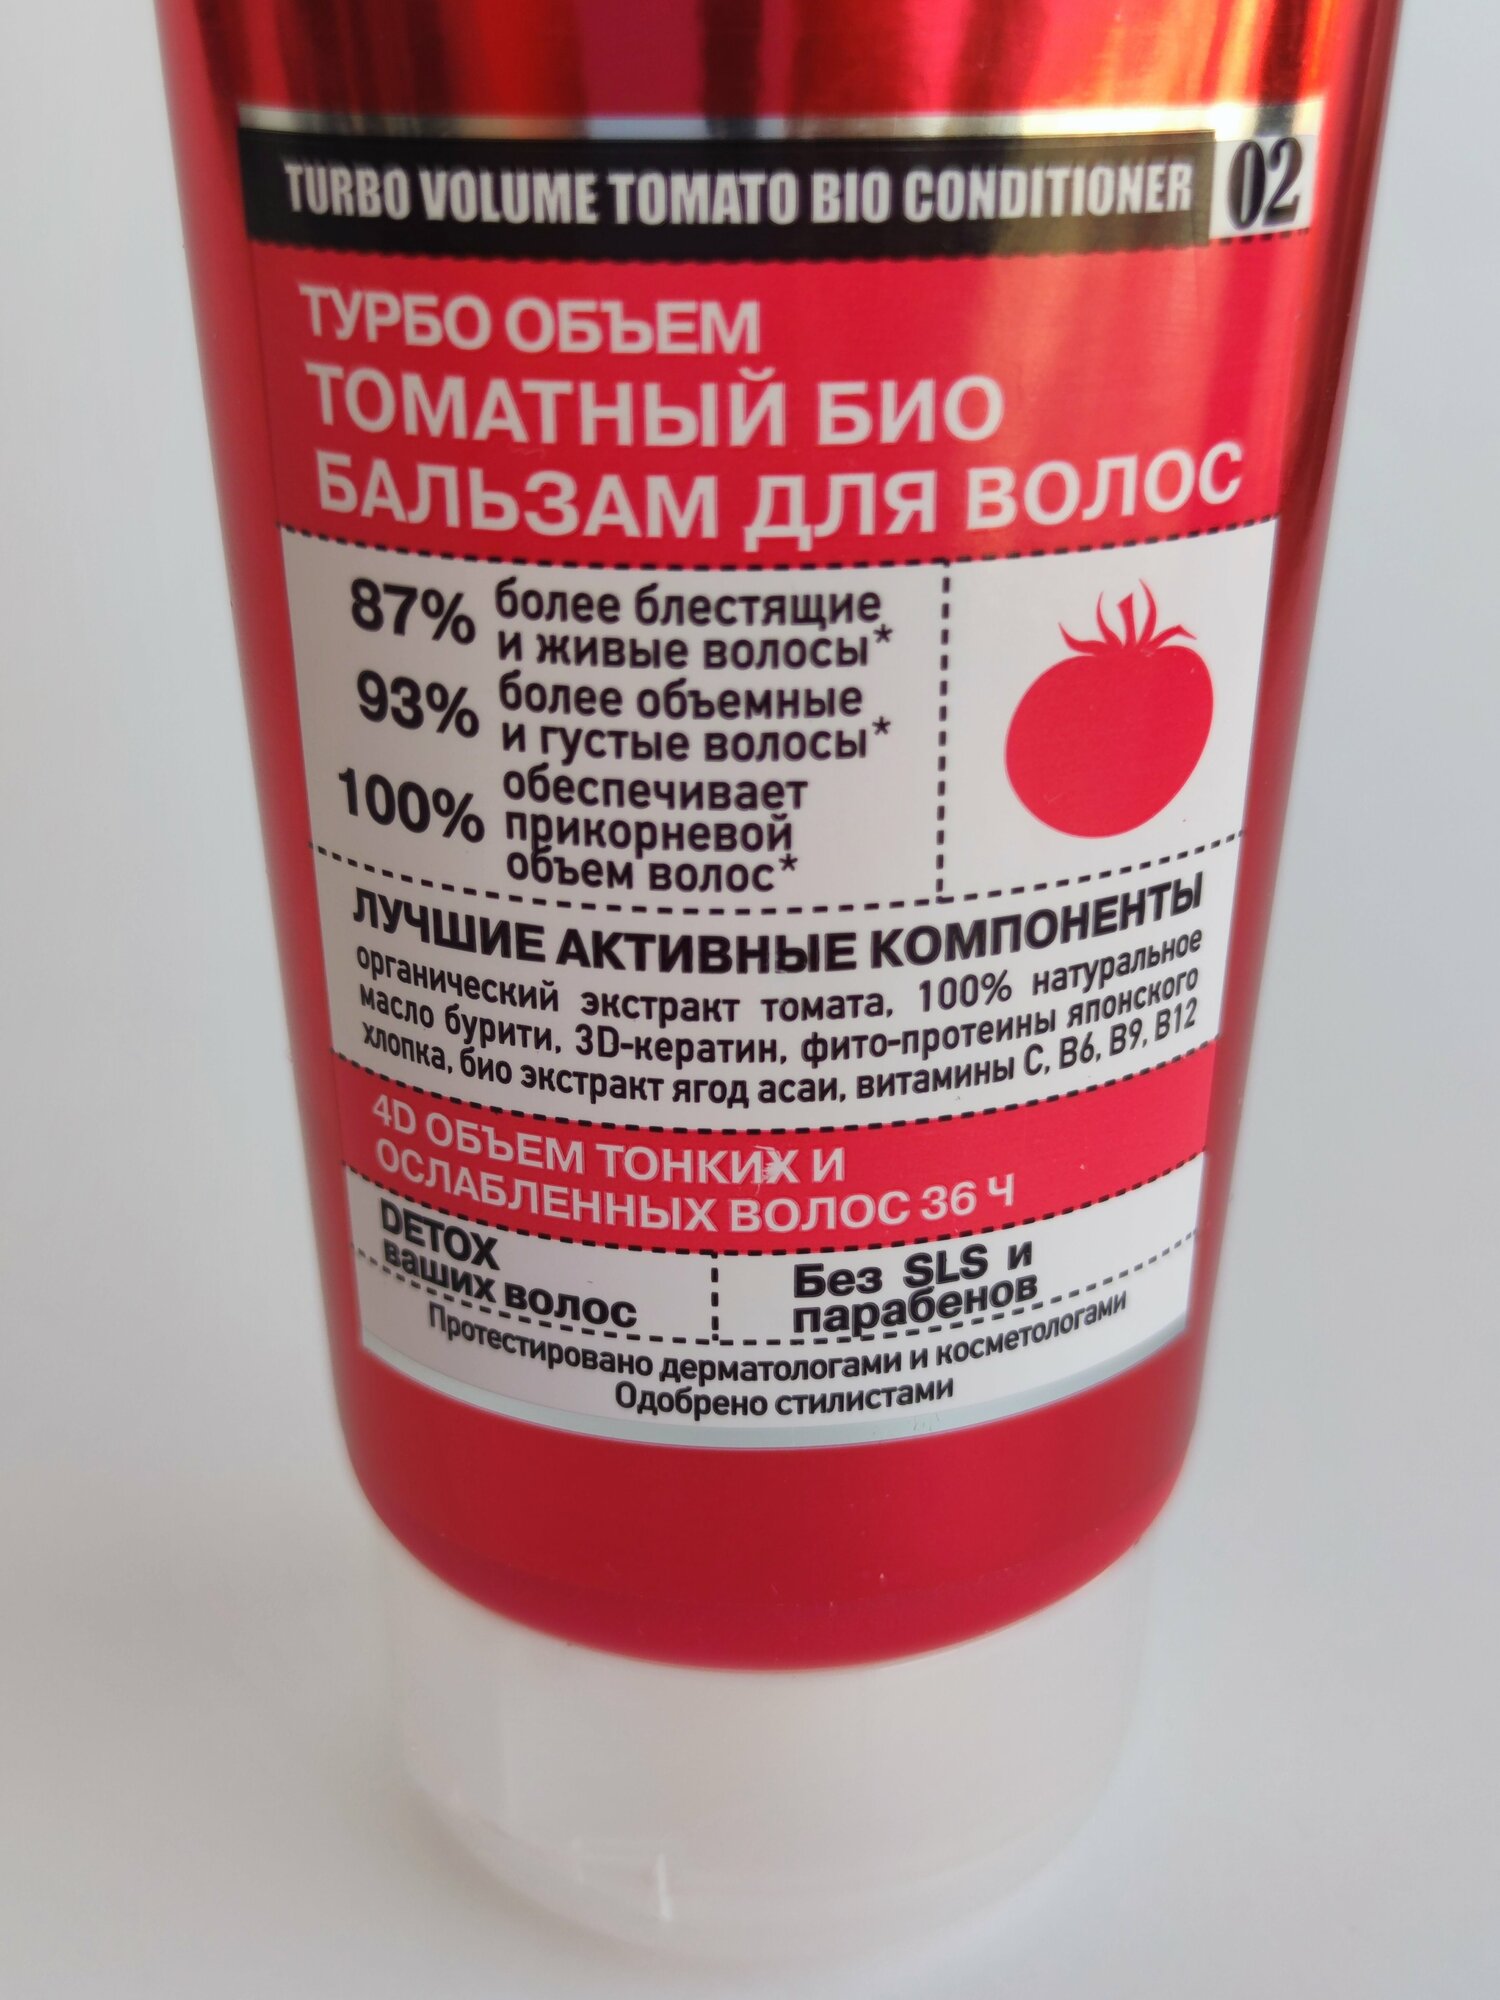 TURBO VOLUME TOMATO BIO CONDITIONER 02
ТУРБО ОБЪЕМ
ТОМАТНЫЙ БИО
БАЛЬЗАМ ДЛЯ ВОЛОС
87% более блестящие
и живые волосы*
93% более объемные
и густые волосы*
100% обеспечивает
прикорневой
объем волос*
ЛУЧШИЕ АКТИВНЫЕ КОМПОНЕНТЫ
органический экстракт томата, 100% натуральное
масло бурити, 3D-кератин, фито-протеины японского
хлопка, био экстракт ягод асаи, витамины С, В6, В9, В12
4D ОБЪЕМ ТОНКИХ И
ОСЛАБЛЕННЫХ ВОЛОС 36 Ч
DETOX
ваших волос
Без SLS и
парабенов
Протестировано дерматологами и косметологами
Одобрено стилистами